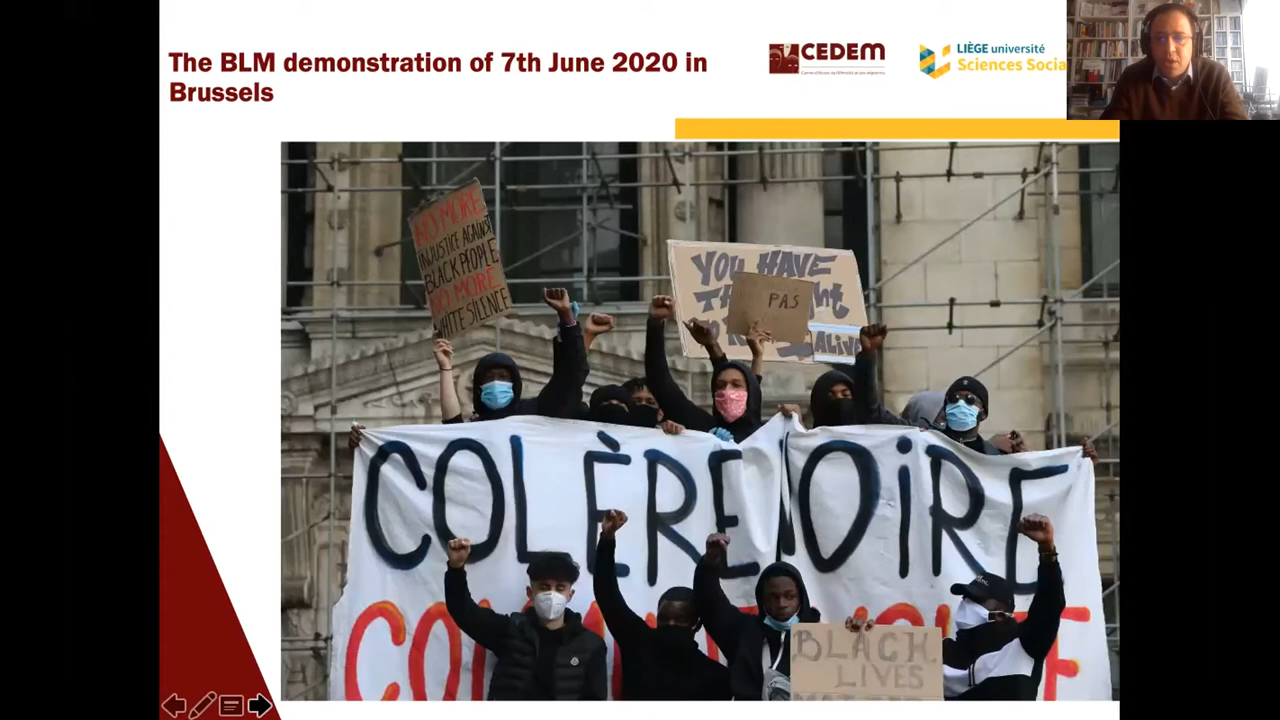 The BLM demonstration of 7th June 2020 in
Brussels
CEDEM
LIÈGE université
Sciences Socia
NO MORE
INJUSTICE AGAINST
BLACK PEOPLE
NO MORE
WHITE SILENCE
YOU HAVE
PAS
ALIVE
COLÈRE NOIRE
BLACK
LIVES